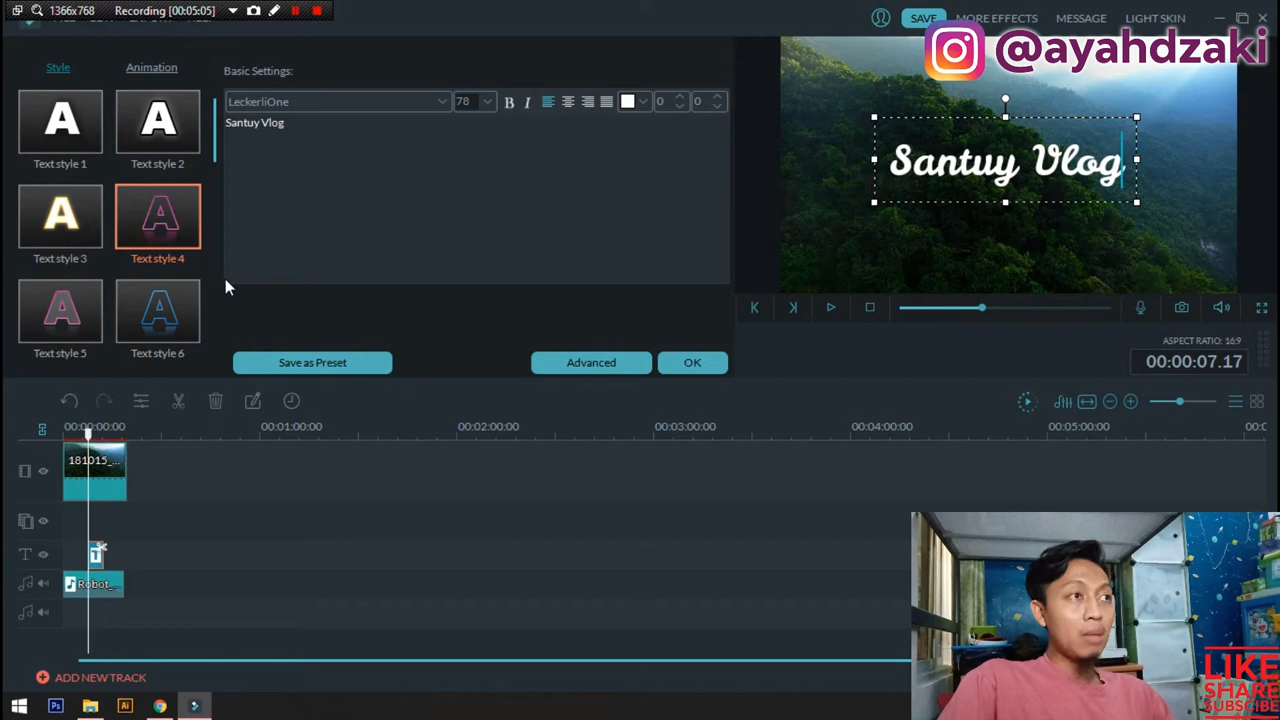 1366x768 Recording [00:05:05]
SAVE MORE EFFECTS MESSAGE LIGHT SKIN
@ayahdzaki
Style Animation
Basic Settings:
LeckerliOne 78 B I 0 0
Santuy Vlog
A A
Text style 1 Text style 2
A A
Text style 3 Text style 4
A A
Text style 5 Text style 6
Save as Preset Advanced OK
Santuy Vlog
ASPECT RATIO: 16:9
00:00:07.17
00:00:00:00 00:01:00:00 00:02:00:00 00:03:00:00 00:04:00:00 00:05:00:00
181015_...
T
Robot_...
ADD NEW TRACK
Ps Ai
LIKE
SHARE
SUBSCRIBE